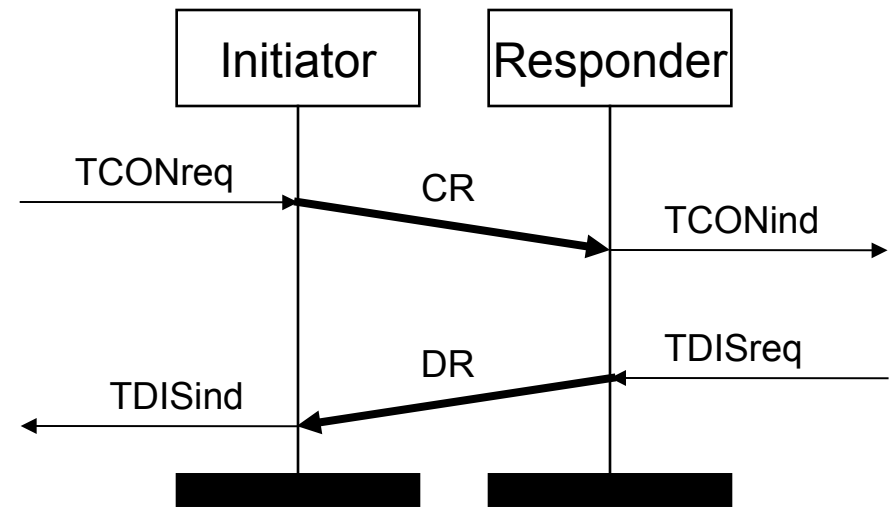 Initiator
Responder
TCONreq
CR
TCONind
TDISreq
DR
TDISind